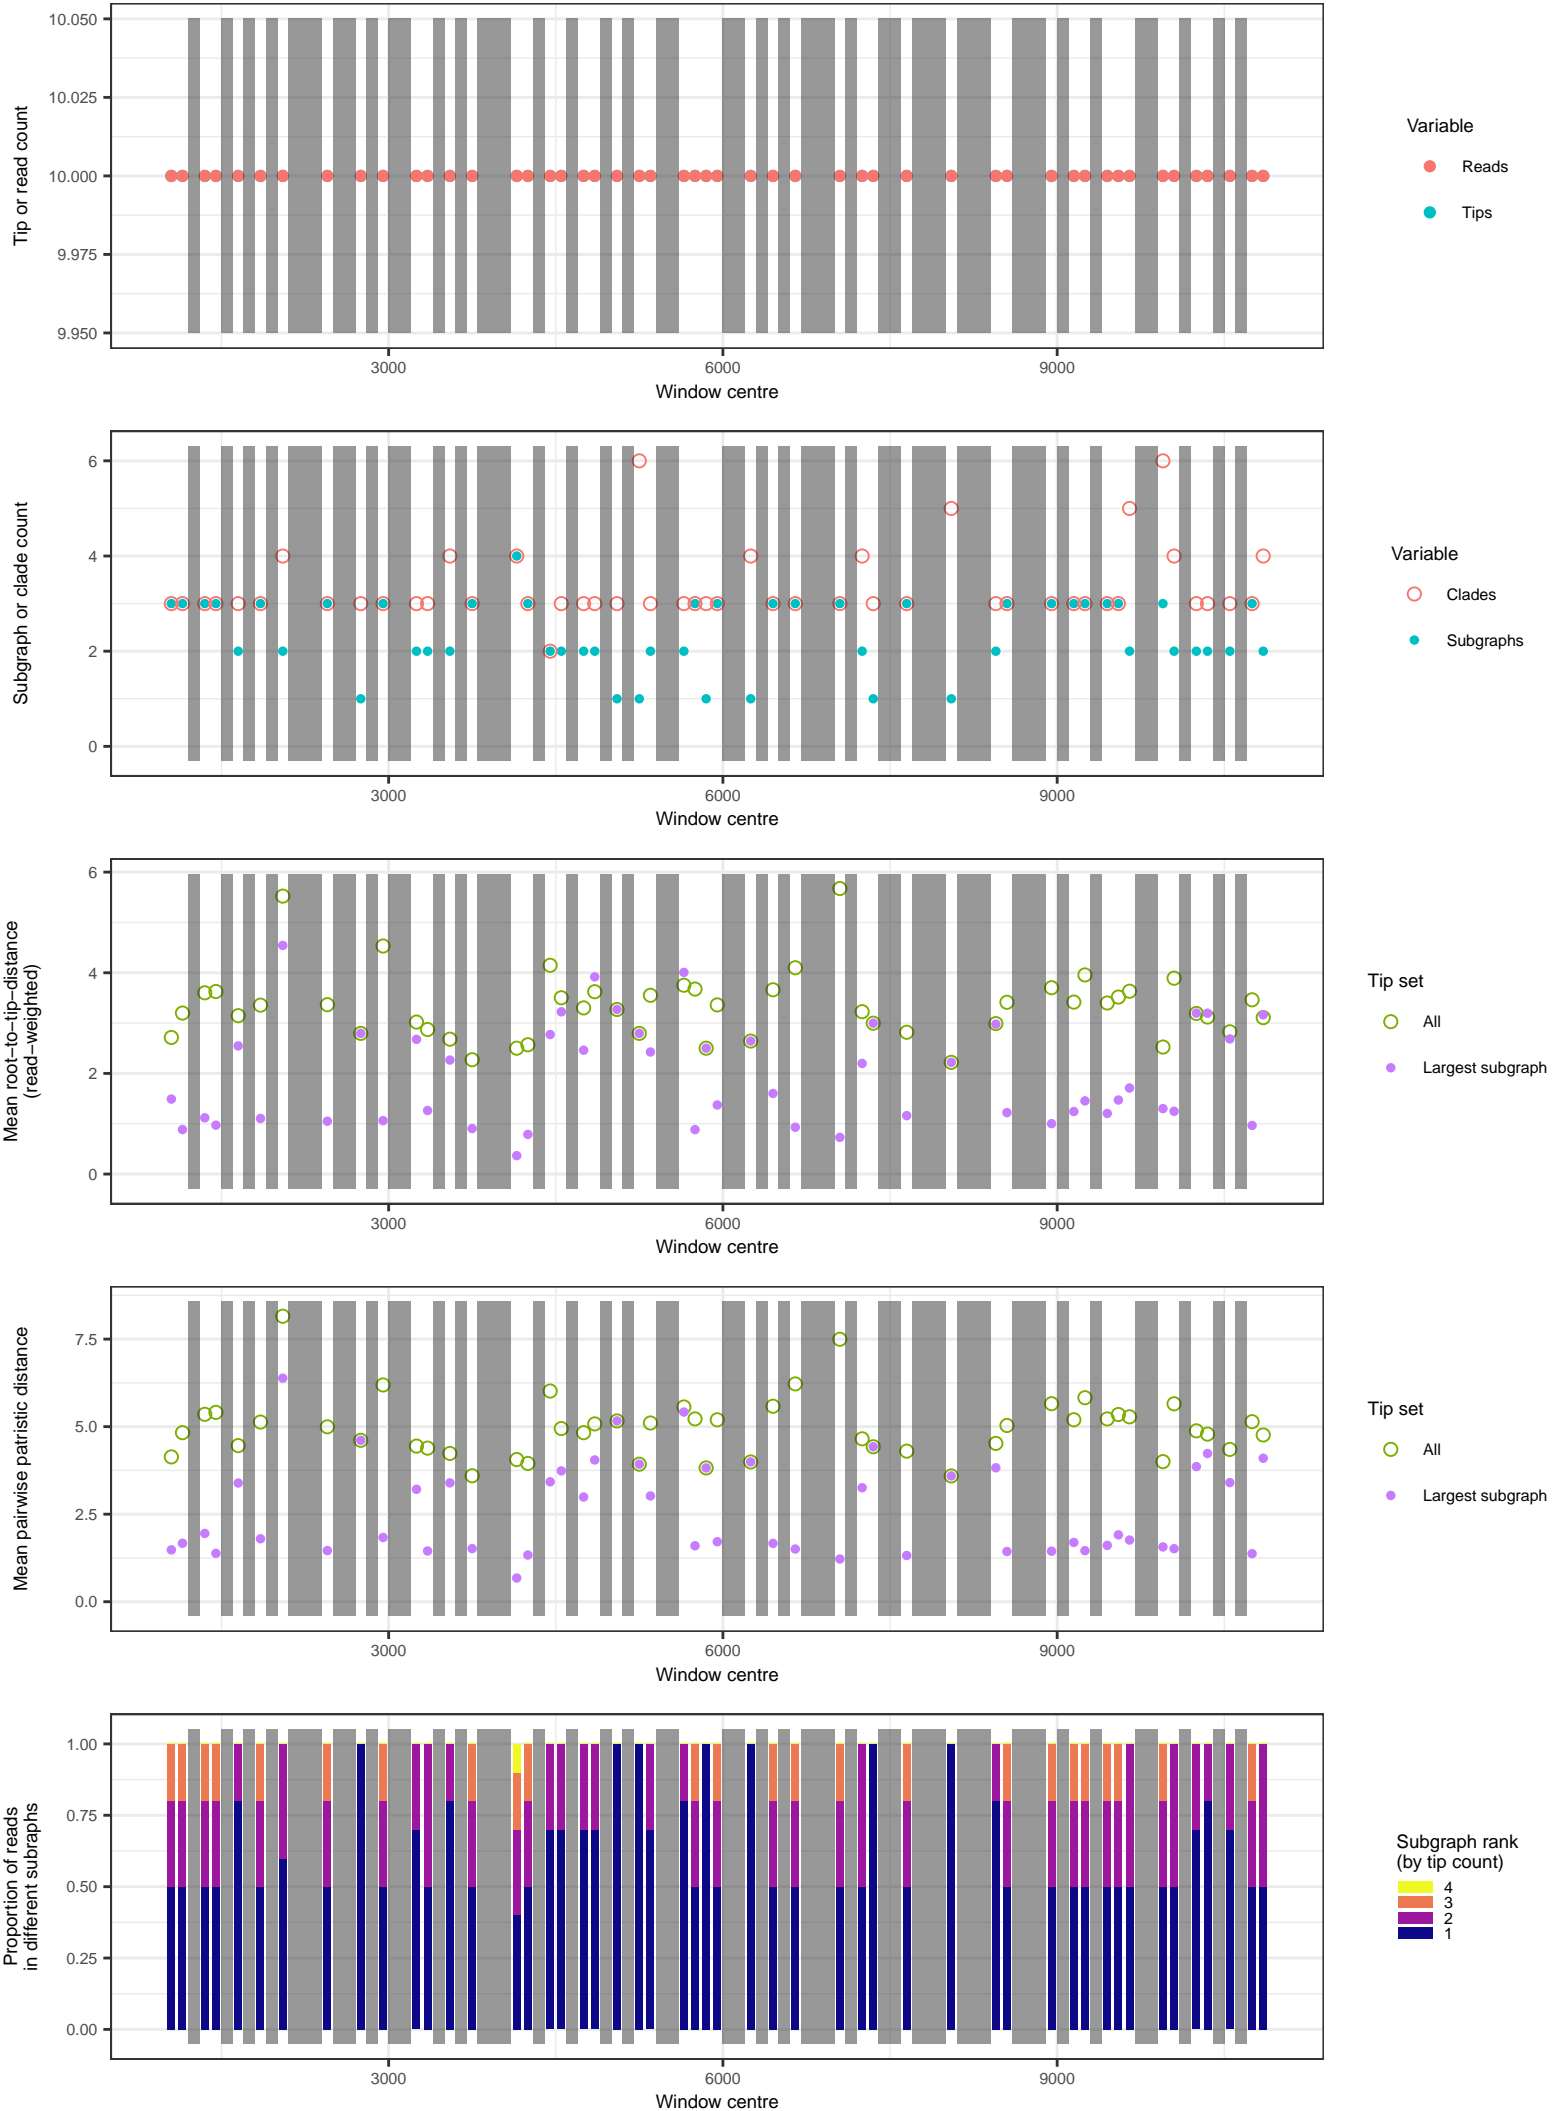 10.050
10.025
10.000
9.975
9.950
Tip or read count
3000
6000
9000
Window centre
Variable
Reads
Tips
6
4
2
0
Subgraph or clade count
3000
6000
9000
Window centre
Variable
Clades
Subgraphs
6
4
2
0
Mean root−to−tip−distance
(read−weighted)
3000
6000
9000
Window centre
Tip set
All
Largest subgraph
7.5
5.0
2.5
0.0
Mean pairwise patristic distance
3000
6000
9000
Window centre
Tip set
All
Largest subgraph
1.00
0.75
0.50
0.25
0.00
Proportion of reads
in different subraphs
3000
6000
9000
Window centre
Subgraph rank
(by tip count)
4
3
2
1